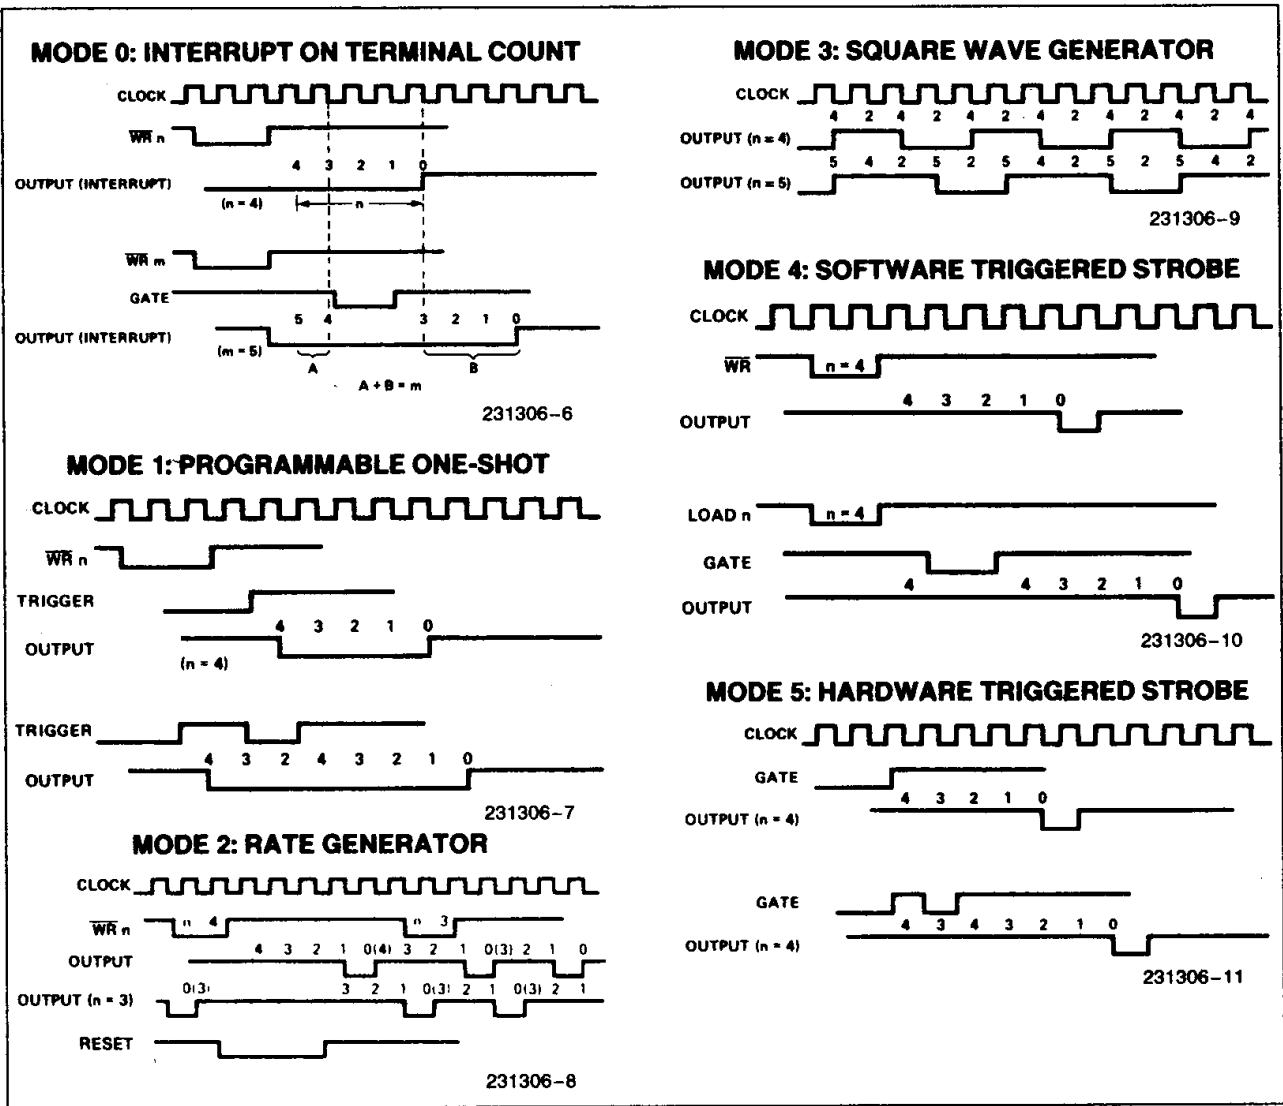 MODE 0: INTERRUPT ON TERMINAL COUNT
CLOCK
WR n
4 3 2 1 0
OUTPUT (INTERRUPT)
(n = 4)
n
WR m
GATE
5 4 3 2 1 0
OUTPUT (INTERRUPT)
(m = 5)
A B
A + B = m
231306–6
MODE 1: PROGRAMMABLE ONE-SHOT
CLOCK
WR n
TRIGGER
4 3 2 1 0
OUTPUT
(n = 4)
TRIGGER
4 3 2 4 3 2 1 0
OUTPUT
231306–7
MODE 2: RATE GENERATOR
CLOCK
WR n
n 4 n 3
4 3 2 1 0(4) 3 2 1 0(3) 2 1 0
OUTPUT
0(3) 3 2 1 0(3) 2 1 0(3) 2 1
OUTPUT (n = 3)
RESET
231306–8
MODE 3: SQUARE WAVE GENERATOR
CLOCK
4 2 4 2 4 2 4 2 4 2 4 2 4
OUTPUT (n = 4)
5 4 2 5 2 5 4 2 5 2 5 4 2
OUTPUT (n = 5)
231306–9
MODE 4: SOFTWARE TRIGGERED STROBE
CLOCK
WR n = 4
4 3 2 1 0
OUTPUT
LOAD n n = 4
GATE
4 4 3 2 1 0
OUTPUT
231306–10
MODE 5: HARDWARE TRIGGERED STROBE
CLOCK
GATE
4 3 2 1 0
OUTPUT (n = 4)
GATE
4 3 4 3 2 1 0
OUTPUT (n = 4)
231306–11